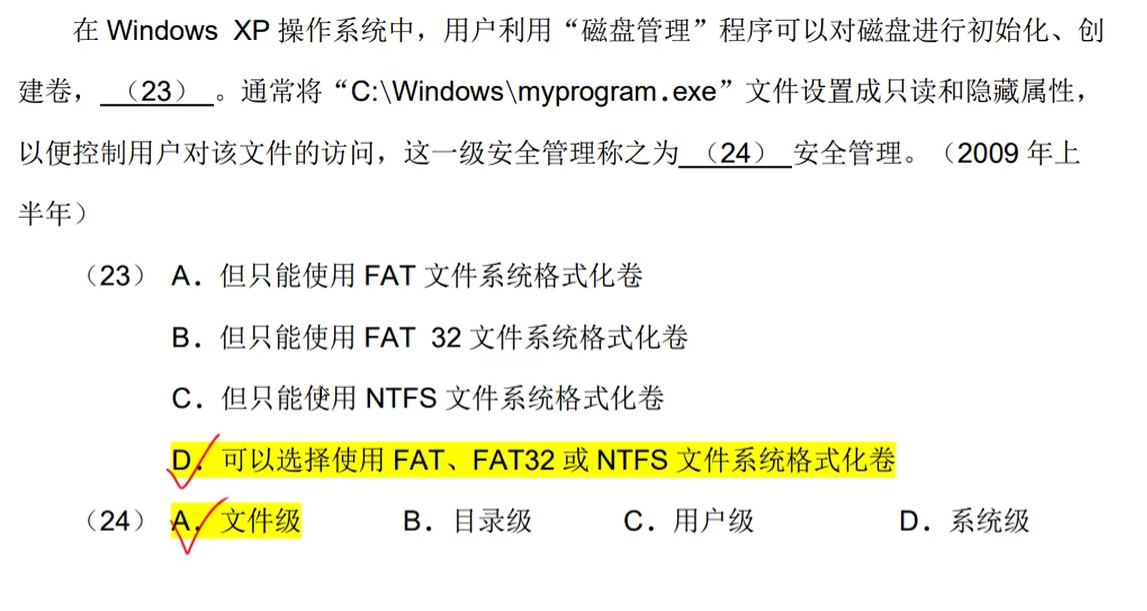 在 Windows XP 操作系统中，用户利用“磁盘管理”程序可以对磁盘进行初始化、创
建卷，（23）。通常将“C:\Windows\myprogram.exe”文件设置成只读和隐藏属性，
以便控制用户对该文件的访问，这一级安全管理称之为（24）安全管理。（2009 年上
半年）
（23） A．但只能使用 FAT 文件系统格式化卷
B．但只能使用 FAT 32 文件系统格式化卷
C．但只能使用 NTFS 文件系统格式化卷
D．可以选择使用 FAT、FAT32 或 NTFS 文件系统格式化卷
（24） A．文件级 B．目录级 C．用户级 D．系统级